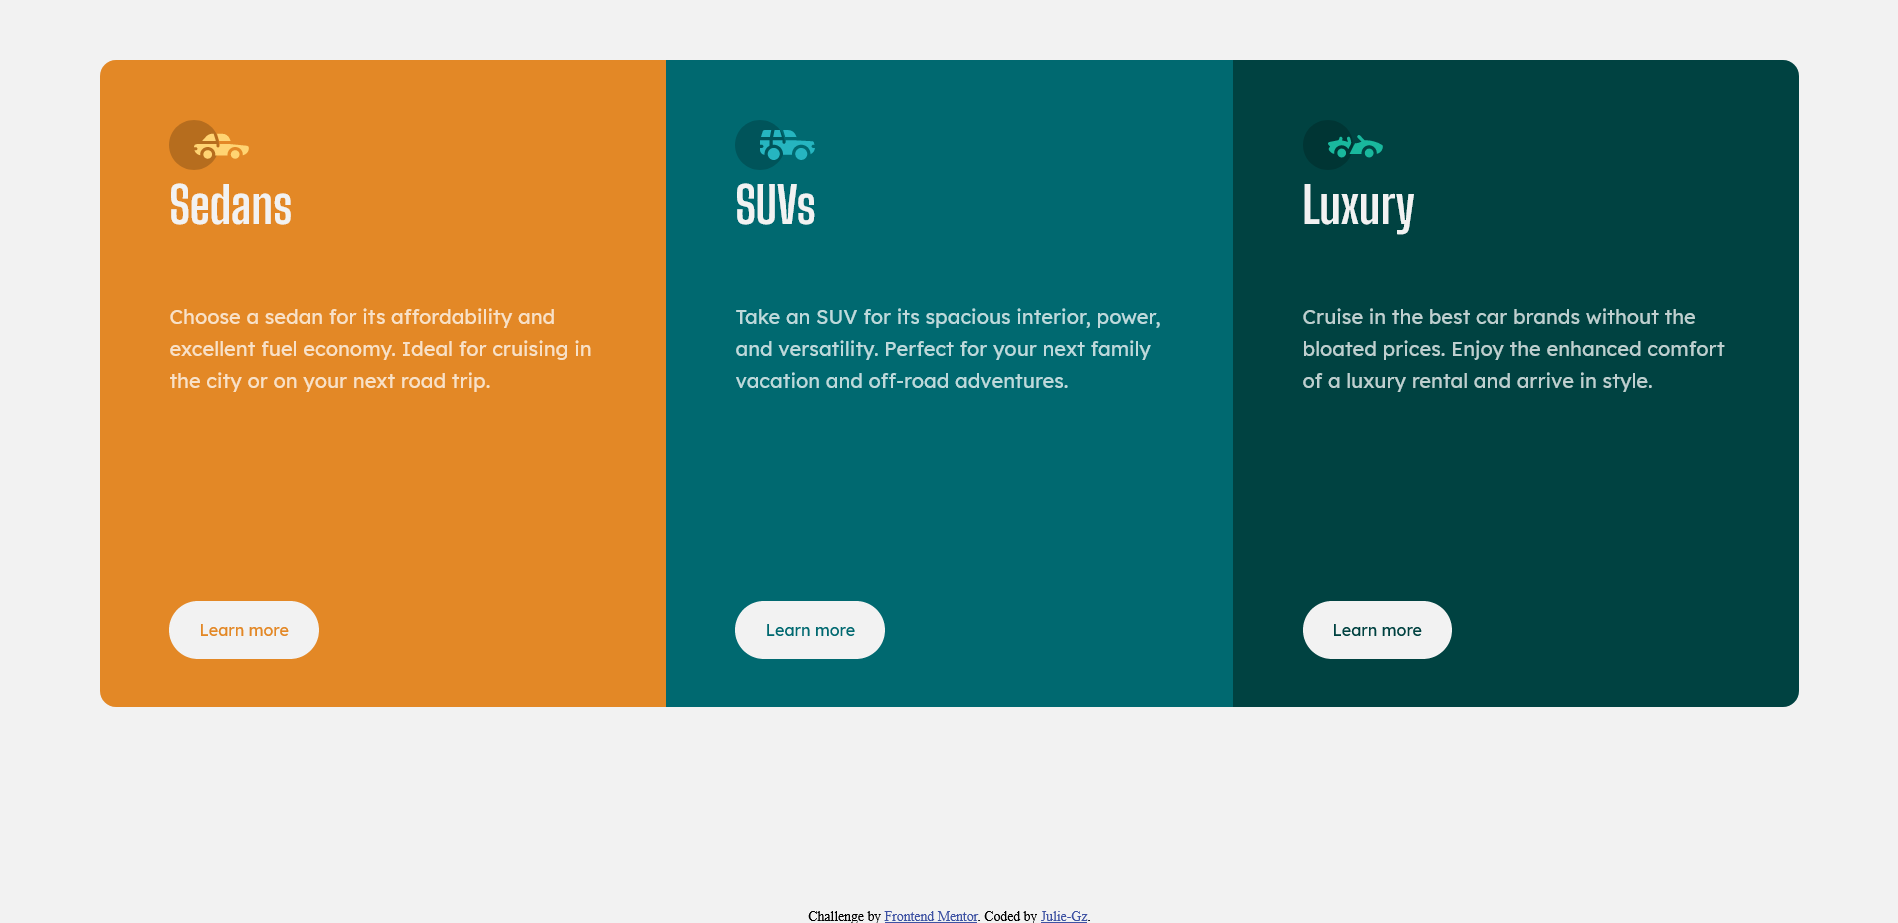 Sedans
Choose a sedan for its affordability and
excellent fuel economy. Ideal for cruising in
the city or on your next road trip.
Learn more
SUVs
Take an SUV for its spacious interior, power,
and versatility. Perfect for your next family
vacation and off-road adventures.
Learn more
Luxury
Cruise in the best car brands without the
bloated prices. Enjoy the enhanced comfort
of a luxury rental and arrive in style.
Learn more
Challenge by Frontend Mentor. Coded by Julie-Gz.